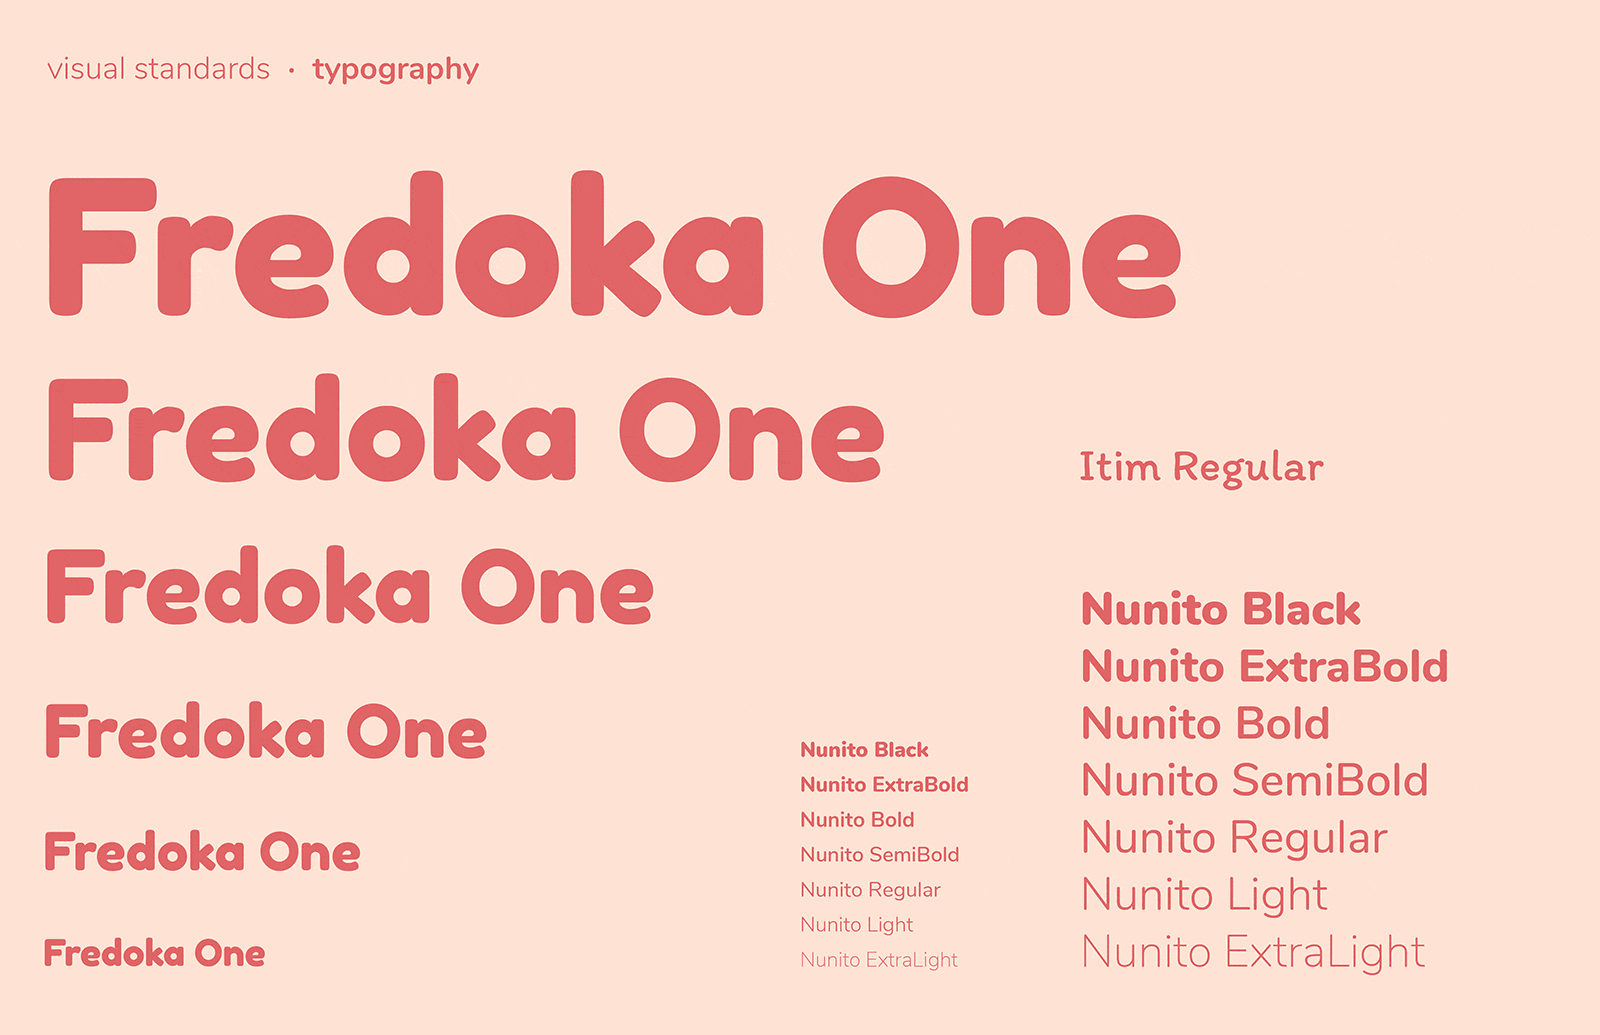 visual standards · typography
Fredoka One
Fredoka One
Fredoka One
Fredoka One
Fredoka One
Fredoka One
Nunito Black
Nunito ExtraBold
Nunito Bold
Nunito SemiBold
Nunito Regular
Nunito Light
Nunito ExtraLight
Itim Regular
Nunito Black
Nunito ExtraBold
Nunito Bold
Nunito SemiBold
Nunito Regular
Nunito Light
Nunito ExtraLight